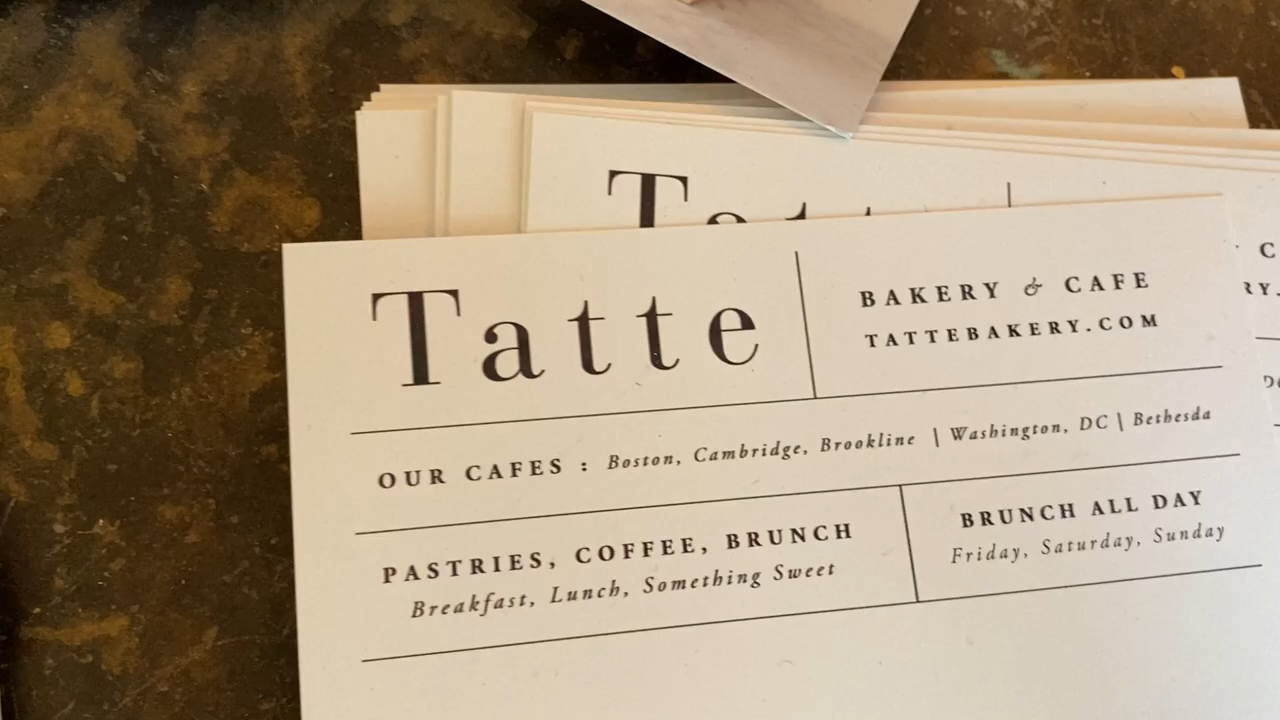 Tatte
Tatte
BAKERY & CAFE
TATTEBAKERY.COM
OUR CAFES : Boston, Cambridge, Brookline | Washington, DC | Bethesda
PASTRIES, COFFEE, BRUNCH
Breakfast, Lunch, Something Sweet
BRUNCH ALL DAY
Friday, Saturday, Sunday